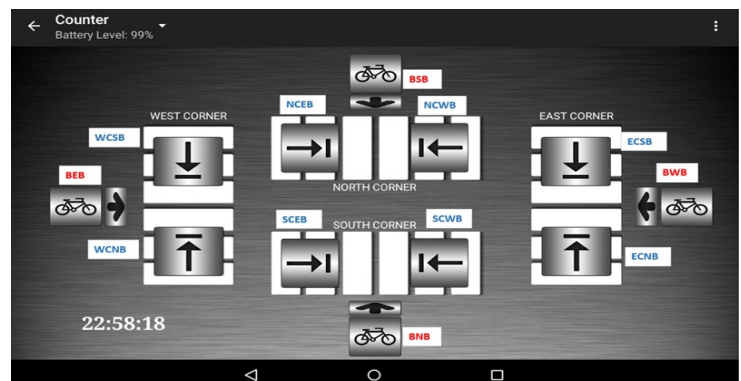 Counter
Battery Level: 99%
BSB
NCEB
NCWB
WEST CORNER
EAST CORNER
WCSB
ECSB
BEB
BWB
NORTH CORNER
SCEB
SOUTH CORNER
SCWB
WCNB
ECNB
22:58:18
BNB